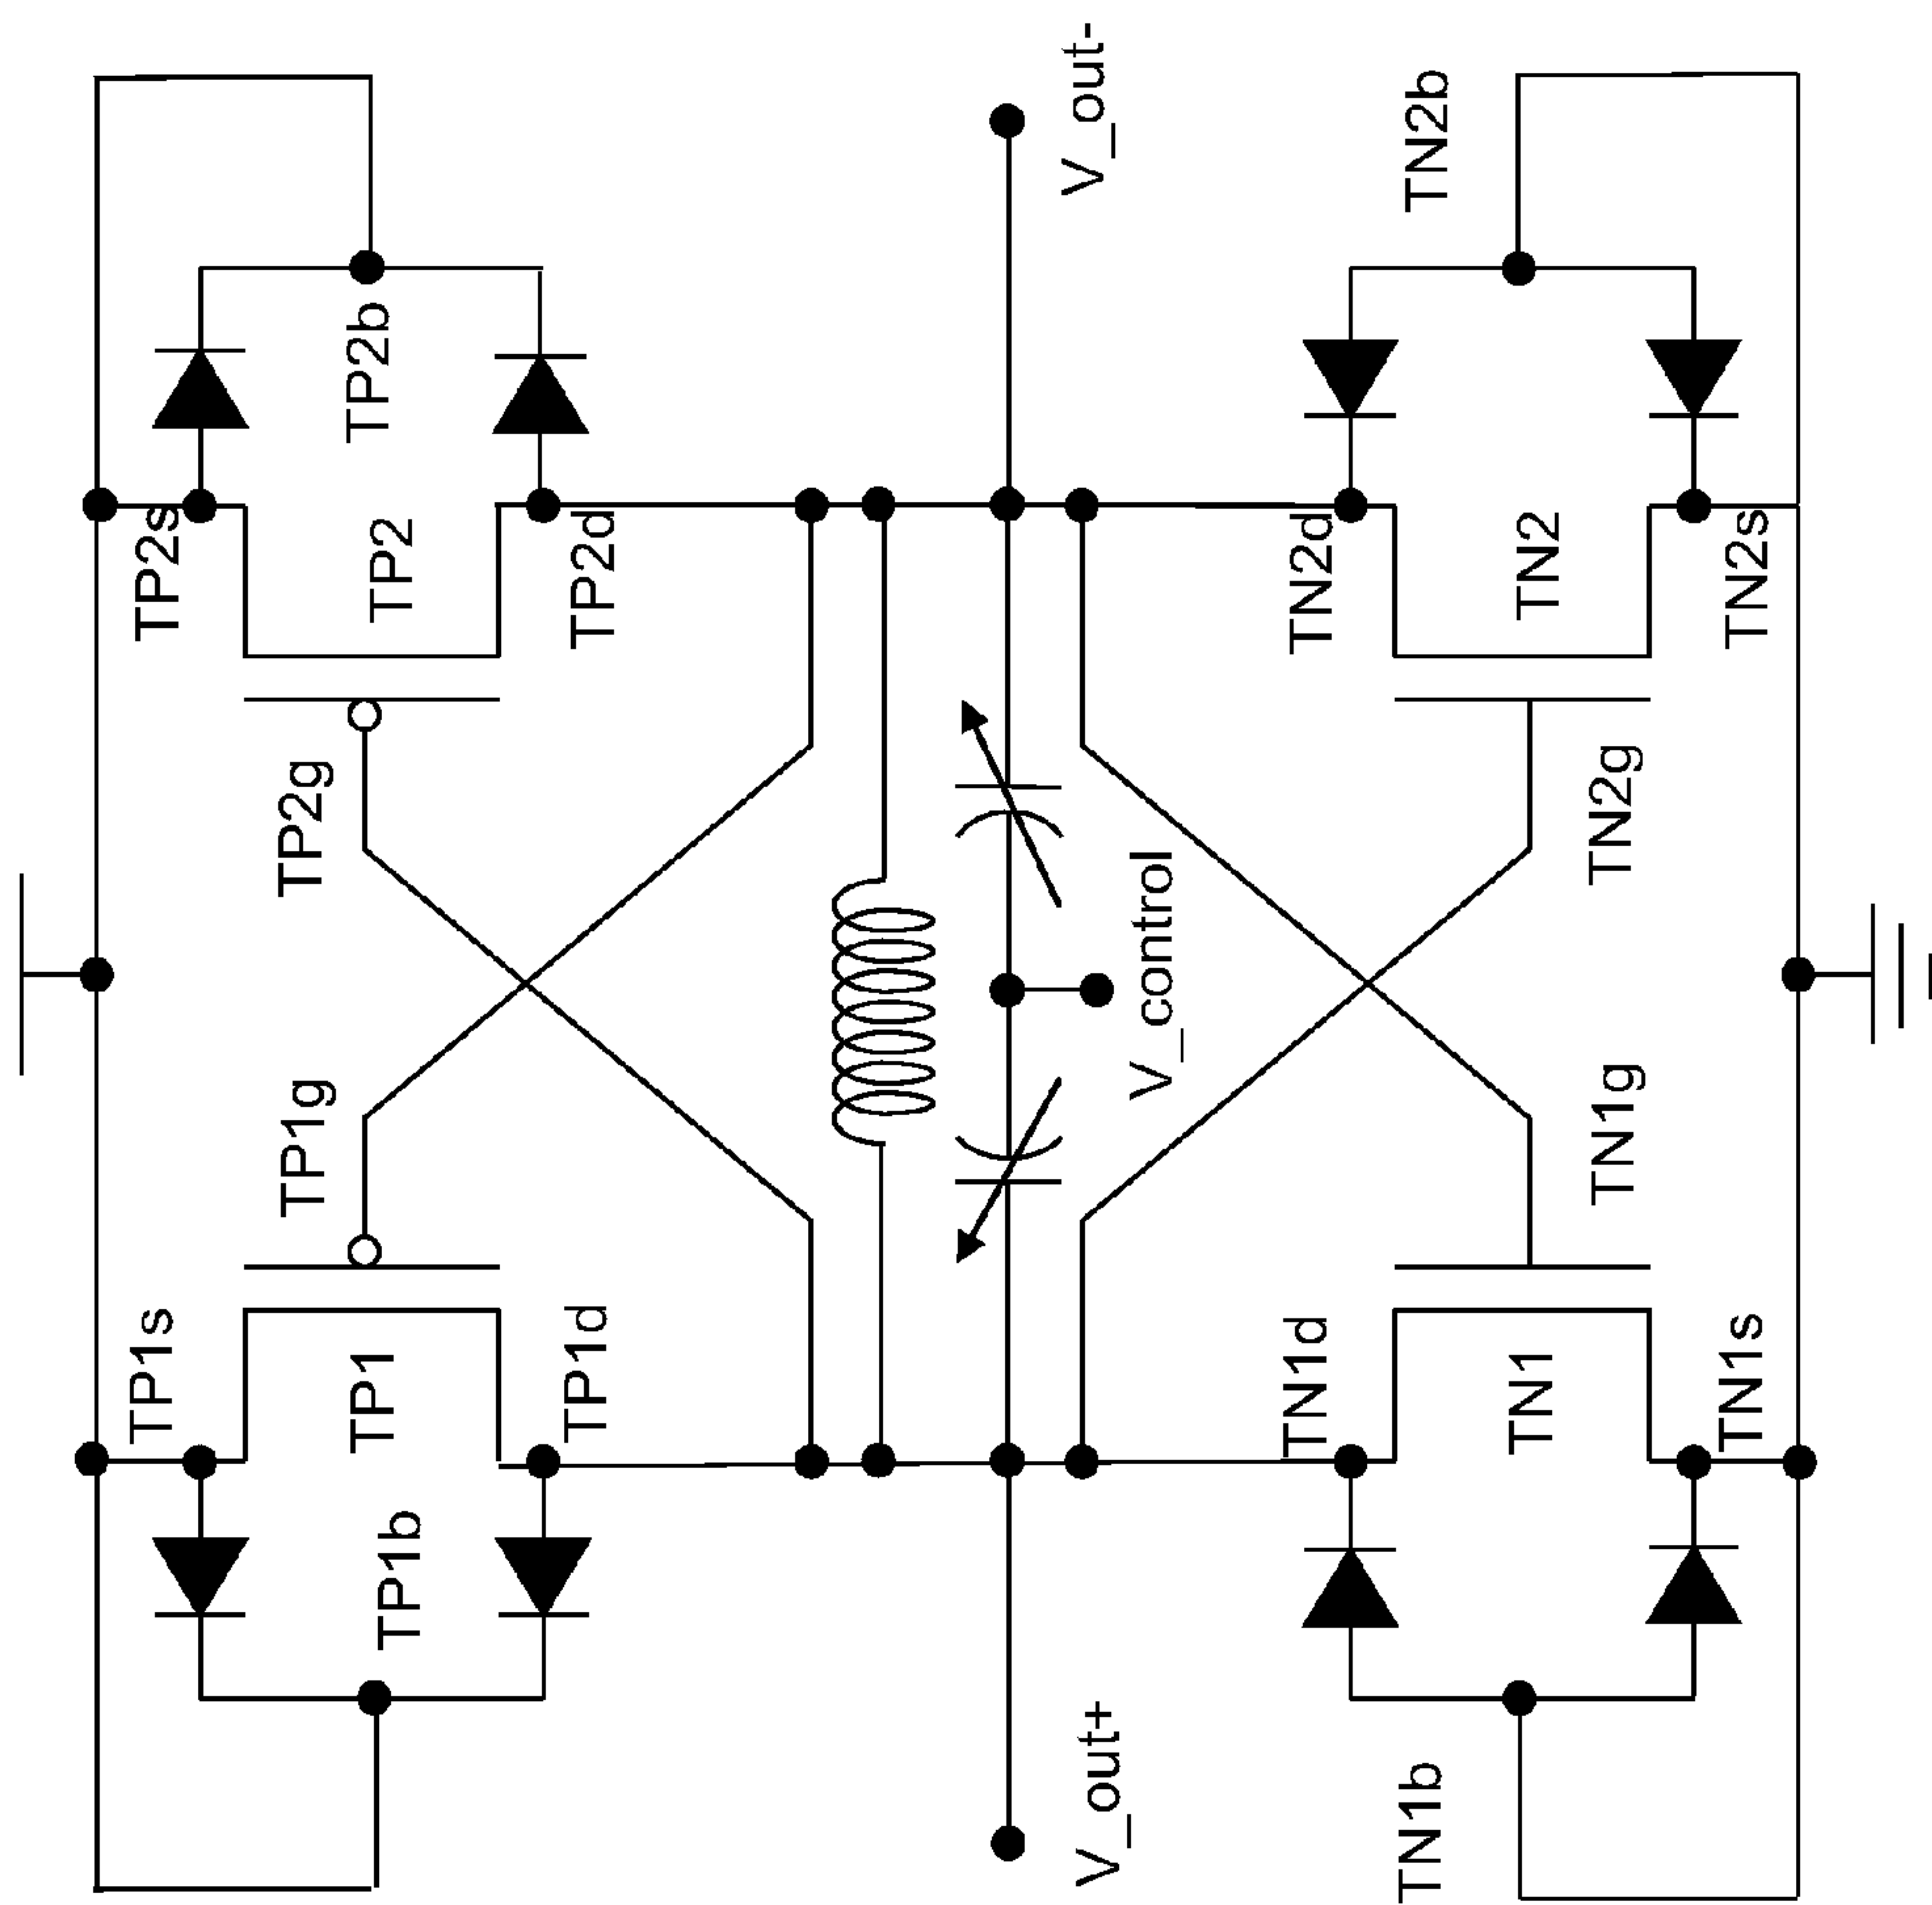 TP1s
TP2s
TP1g
TP2g
TP1b
TP1
TP2
TP2b
TP1d
TP2d
V_out+
V_control
V_out-
TN1d
TN2d
TN1b
TN2b
TN1
TN2
TN1g
TN2g
TN1s
TN2s